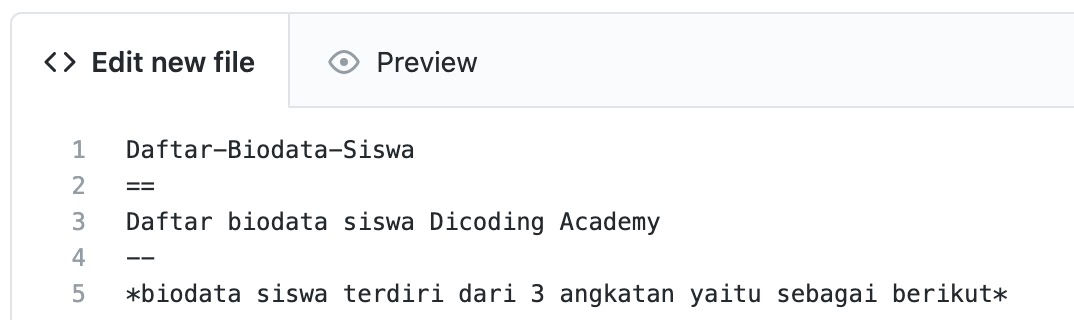 <> Edit new file Preview
1 Daftar-Biodata-Siswa
2 ==
3 Daftar biodata siswa Dicoding Academy
4 --
5 *biodata siswa terdiri dari 3 angkatan yaitu sebagai berikut*